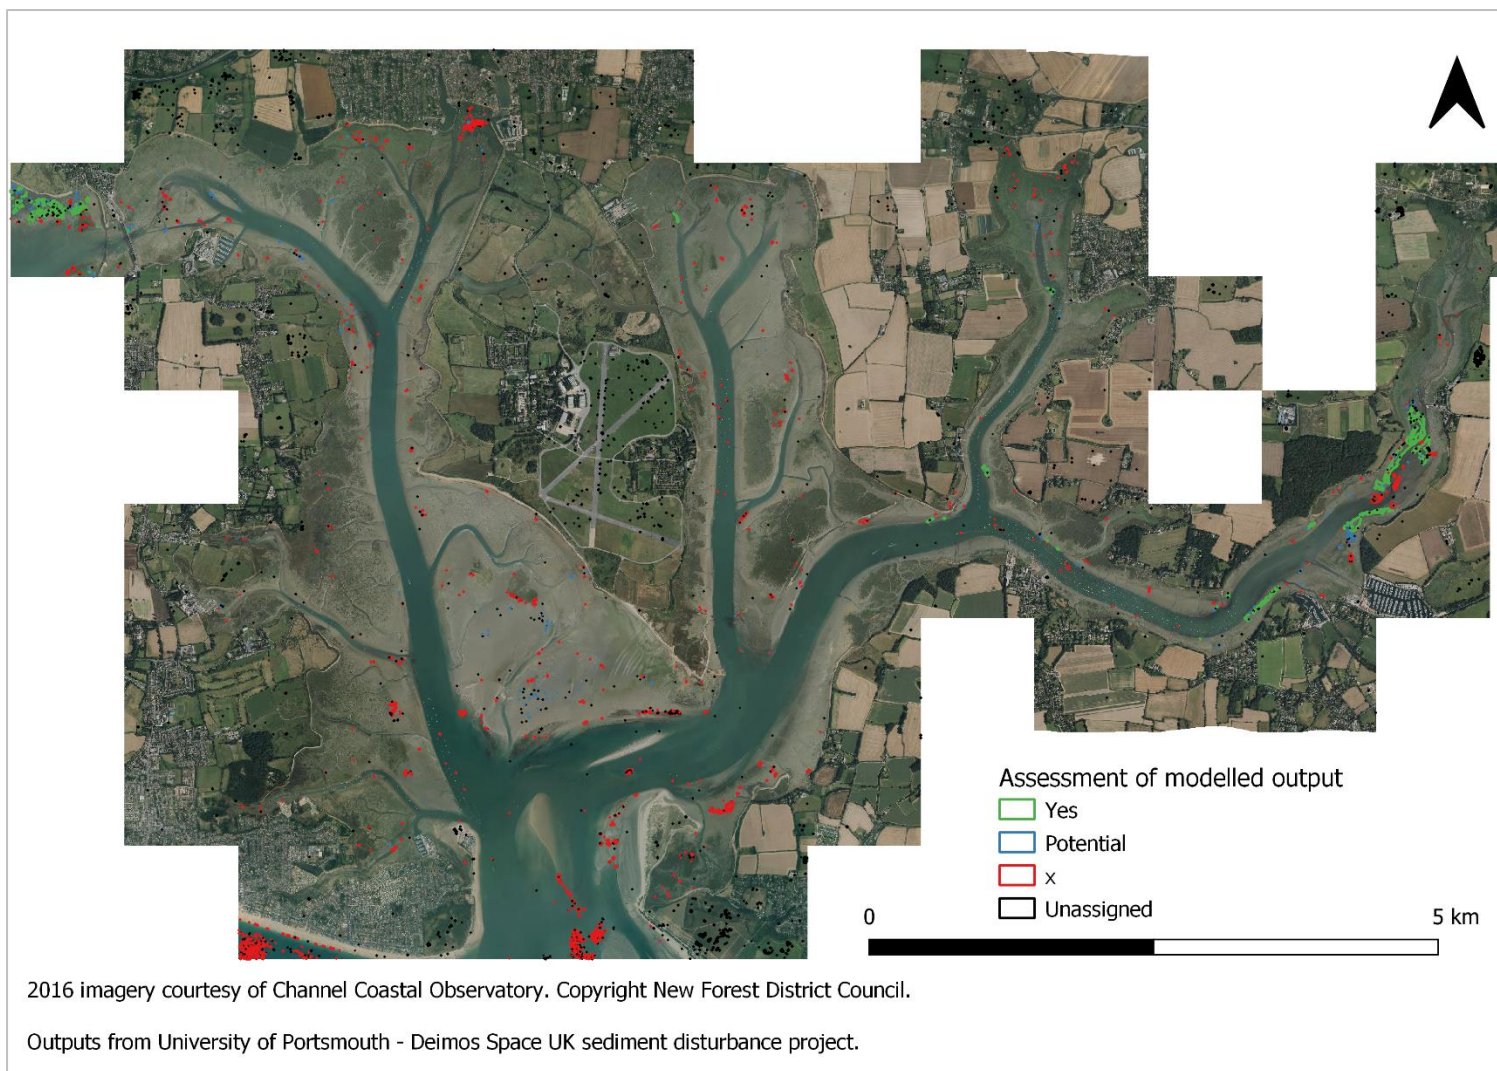 Assessment of modelled output
Yes
Potential
x
Unassigned
0
5 km
2016 imagery courtesy of Channel Coastal Observatory. Copyright New Forest District Council.
Outputs from University of Portsmouth - Deimos Space UK sediment disturbance project.